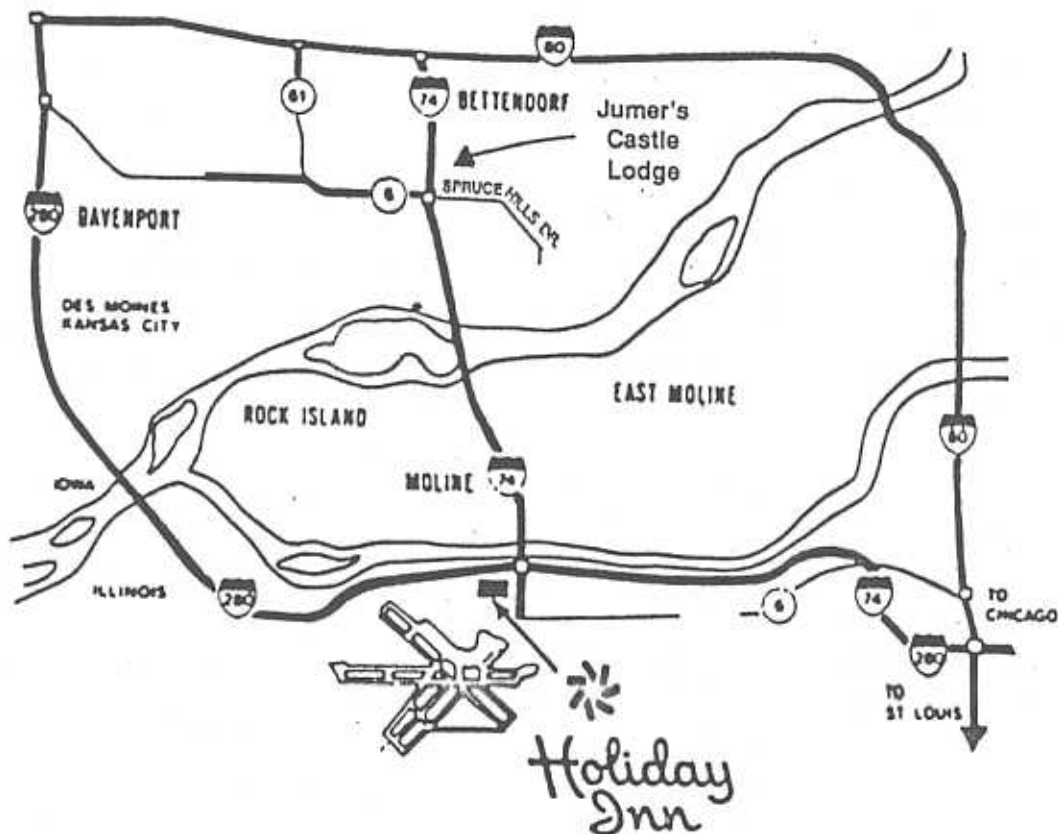 80
61
74
BETTENDORF
Jumer's
Castle
Lodge
6
SPRUCE HILLS
280
DAVENPORT
DES MOINES
KANSAS CITY
ROCK ISLAND
EAST MOLINE
80
MOLINE
74
IOWA
ILLINOIS
280
6
74
TO
CHICAGO
280
TO
ST LOUIS
Holiday
Inn